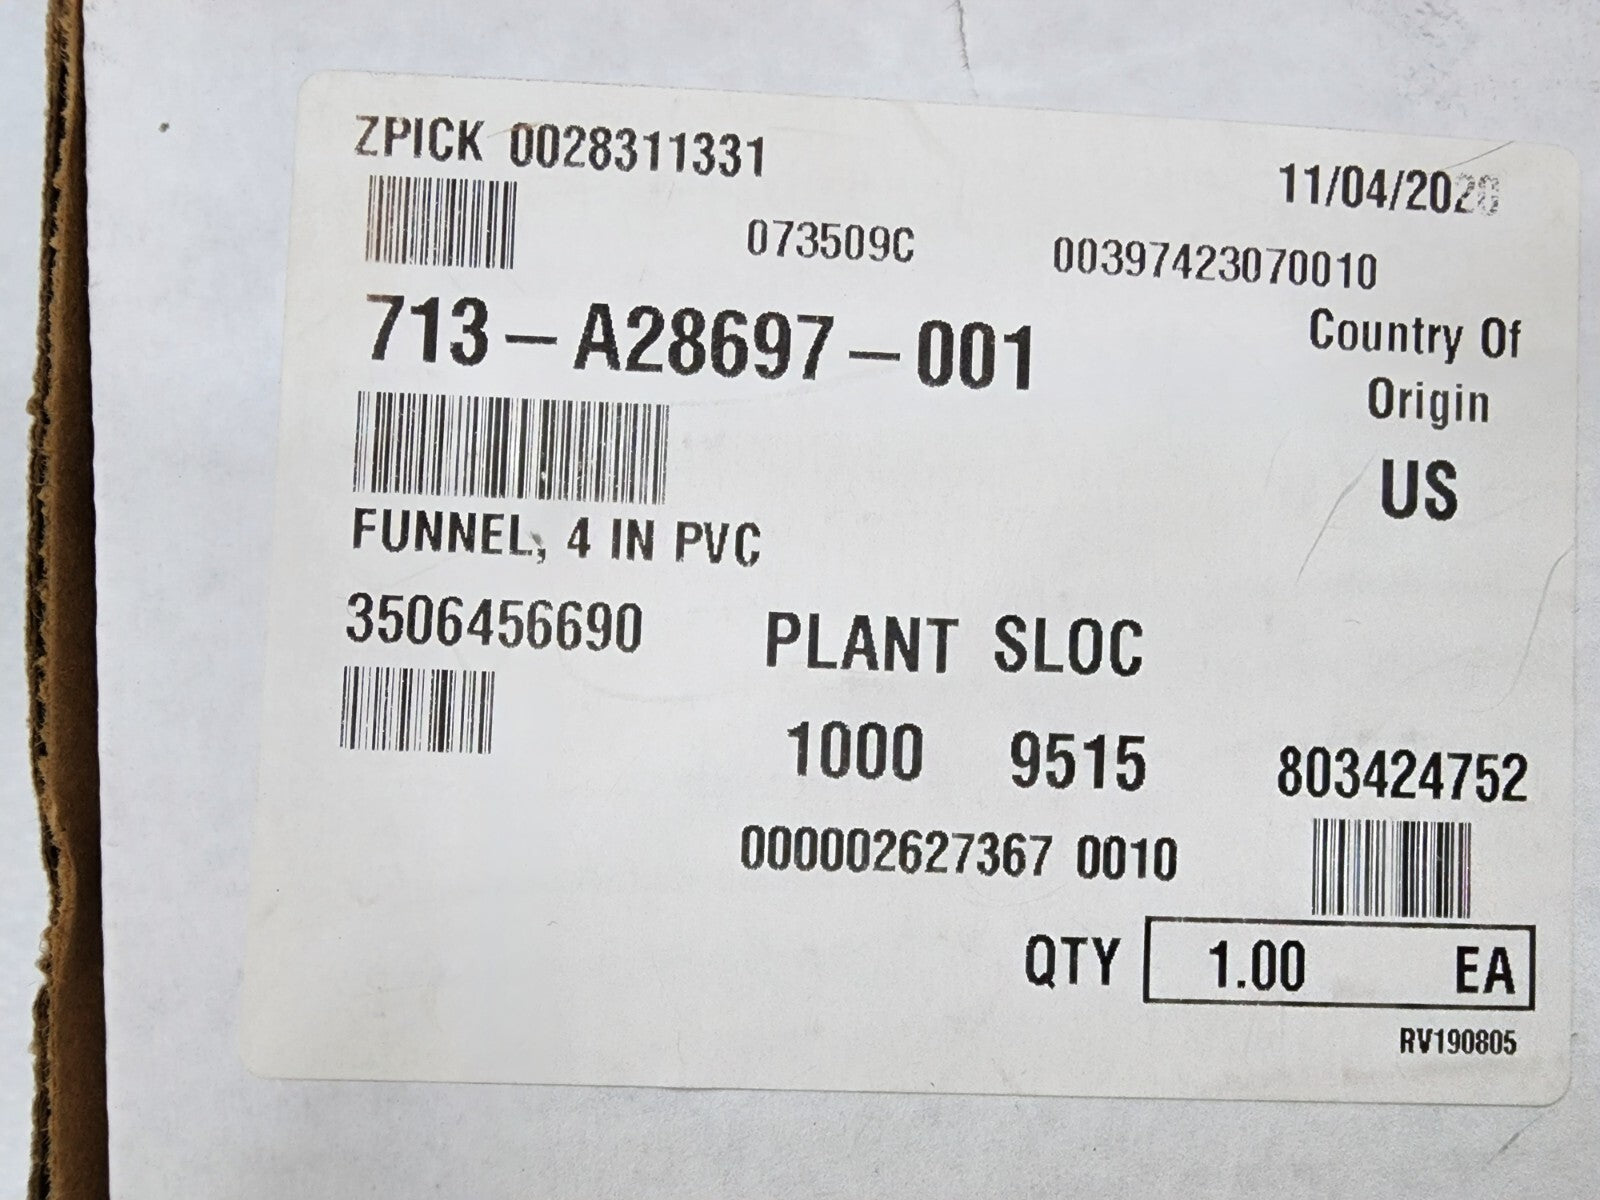 ZPICK 0028311331
11/04/2020
073509C 00397423070010
713-A28697-001
Country Of
Origin
US
FUNNEL, 4 IN PVC
3506456690
PLANT SLOC
1000 9515
803424752
000002627367 0010
QTY 1.00 EA
RV190805